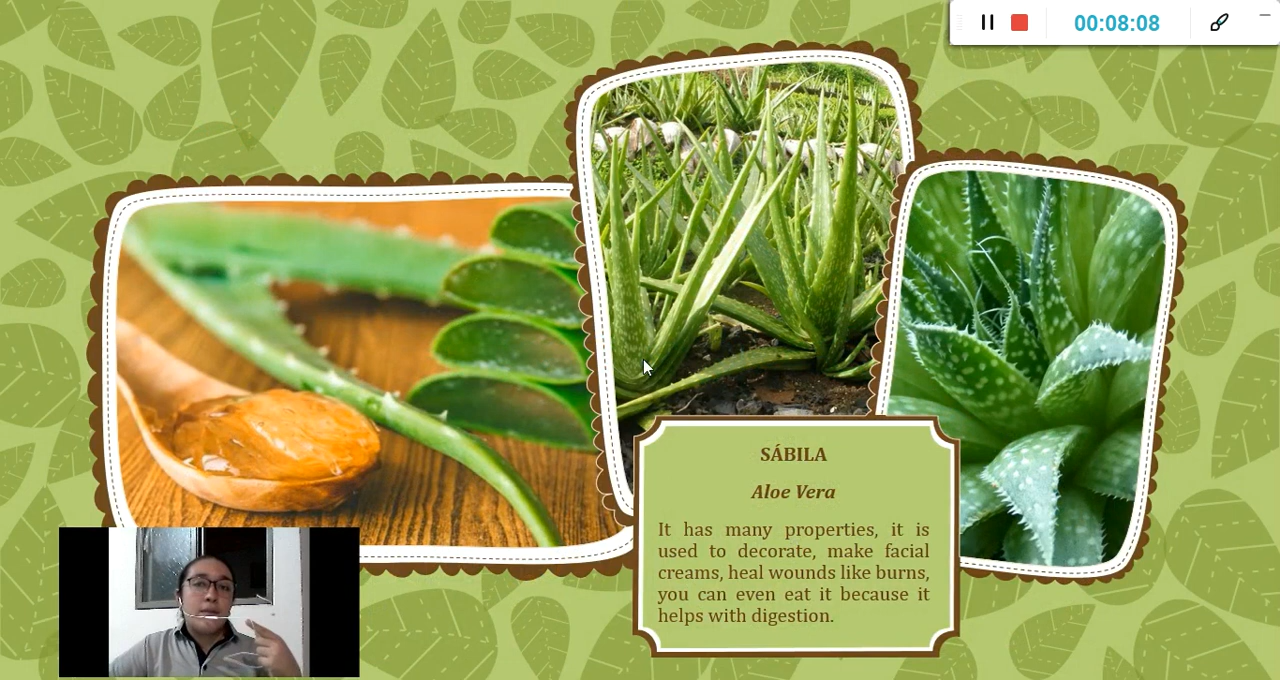 00:08:08
SÁBILA
Aloe Vera
It has many properties, it is
used to decorate, make facial
creams, heal wounds like burns,
you can even eat it because it
helps with digestion.